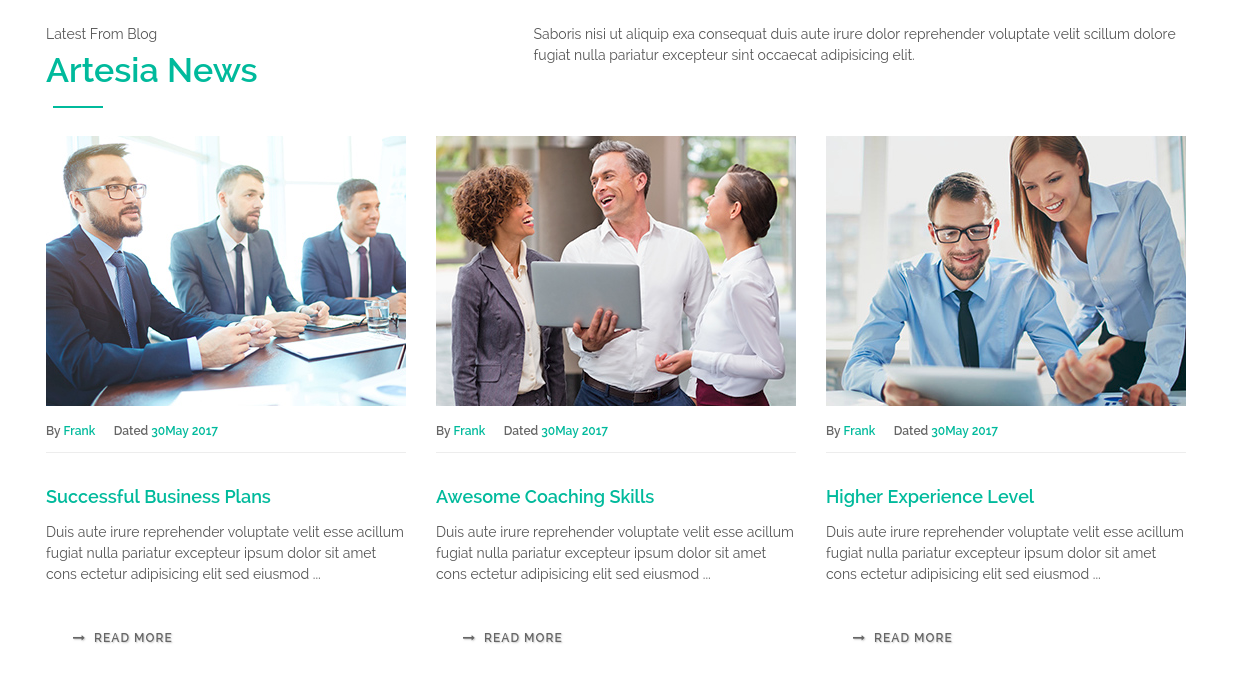 Latest From Blog
Artesia News
Saboris nisi ut aliquip exa consequat duis aute irure dolor reprehender voluptate velit scillum dolore
fugiat nulla pariatur excepteur sint occaecat adipisicing elit.
By Frank Dated 30May 2017
Successful Business Plans
Duis aute irure reprehender voluptate velit esse acillum
fugiat nulla pariatur excepteur ipsum dolor sit amet
cons ectetur adipisicing elit sed eiusmod ...
READ MORE
By Frank Dated 30May 2017
Awesome Coaching Skills
Duis aute irure reprehender voluptate velit esse acillum
fugiat nulla pariatur excepteur ipsum dolor sit amet
cons ectetur adipisicing elit sed eiusmod ...
READ MORE
By Frank Dated 30May 2017
Higher Experience Level
Duis aute irure reprehender voluptate velit esse acillum
fugiat nulla pariatur excepteur ipsum dolor sit amet
cons ectetur adipisicing elit sed eiusmod ...
READ MORE